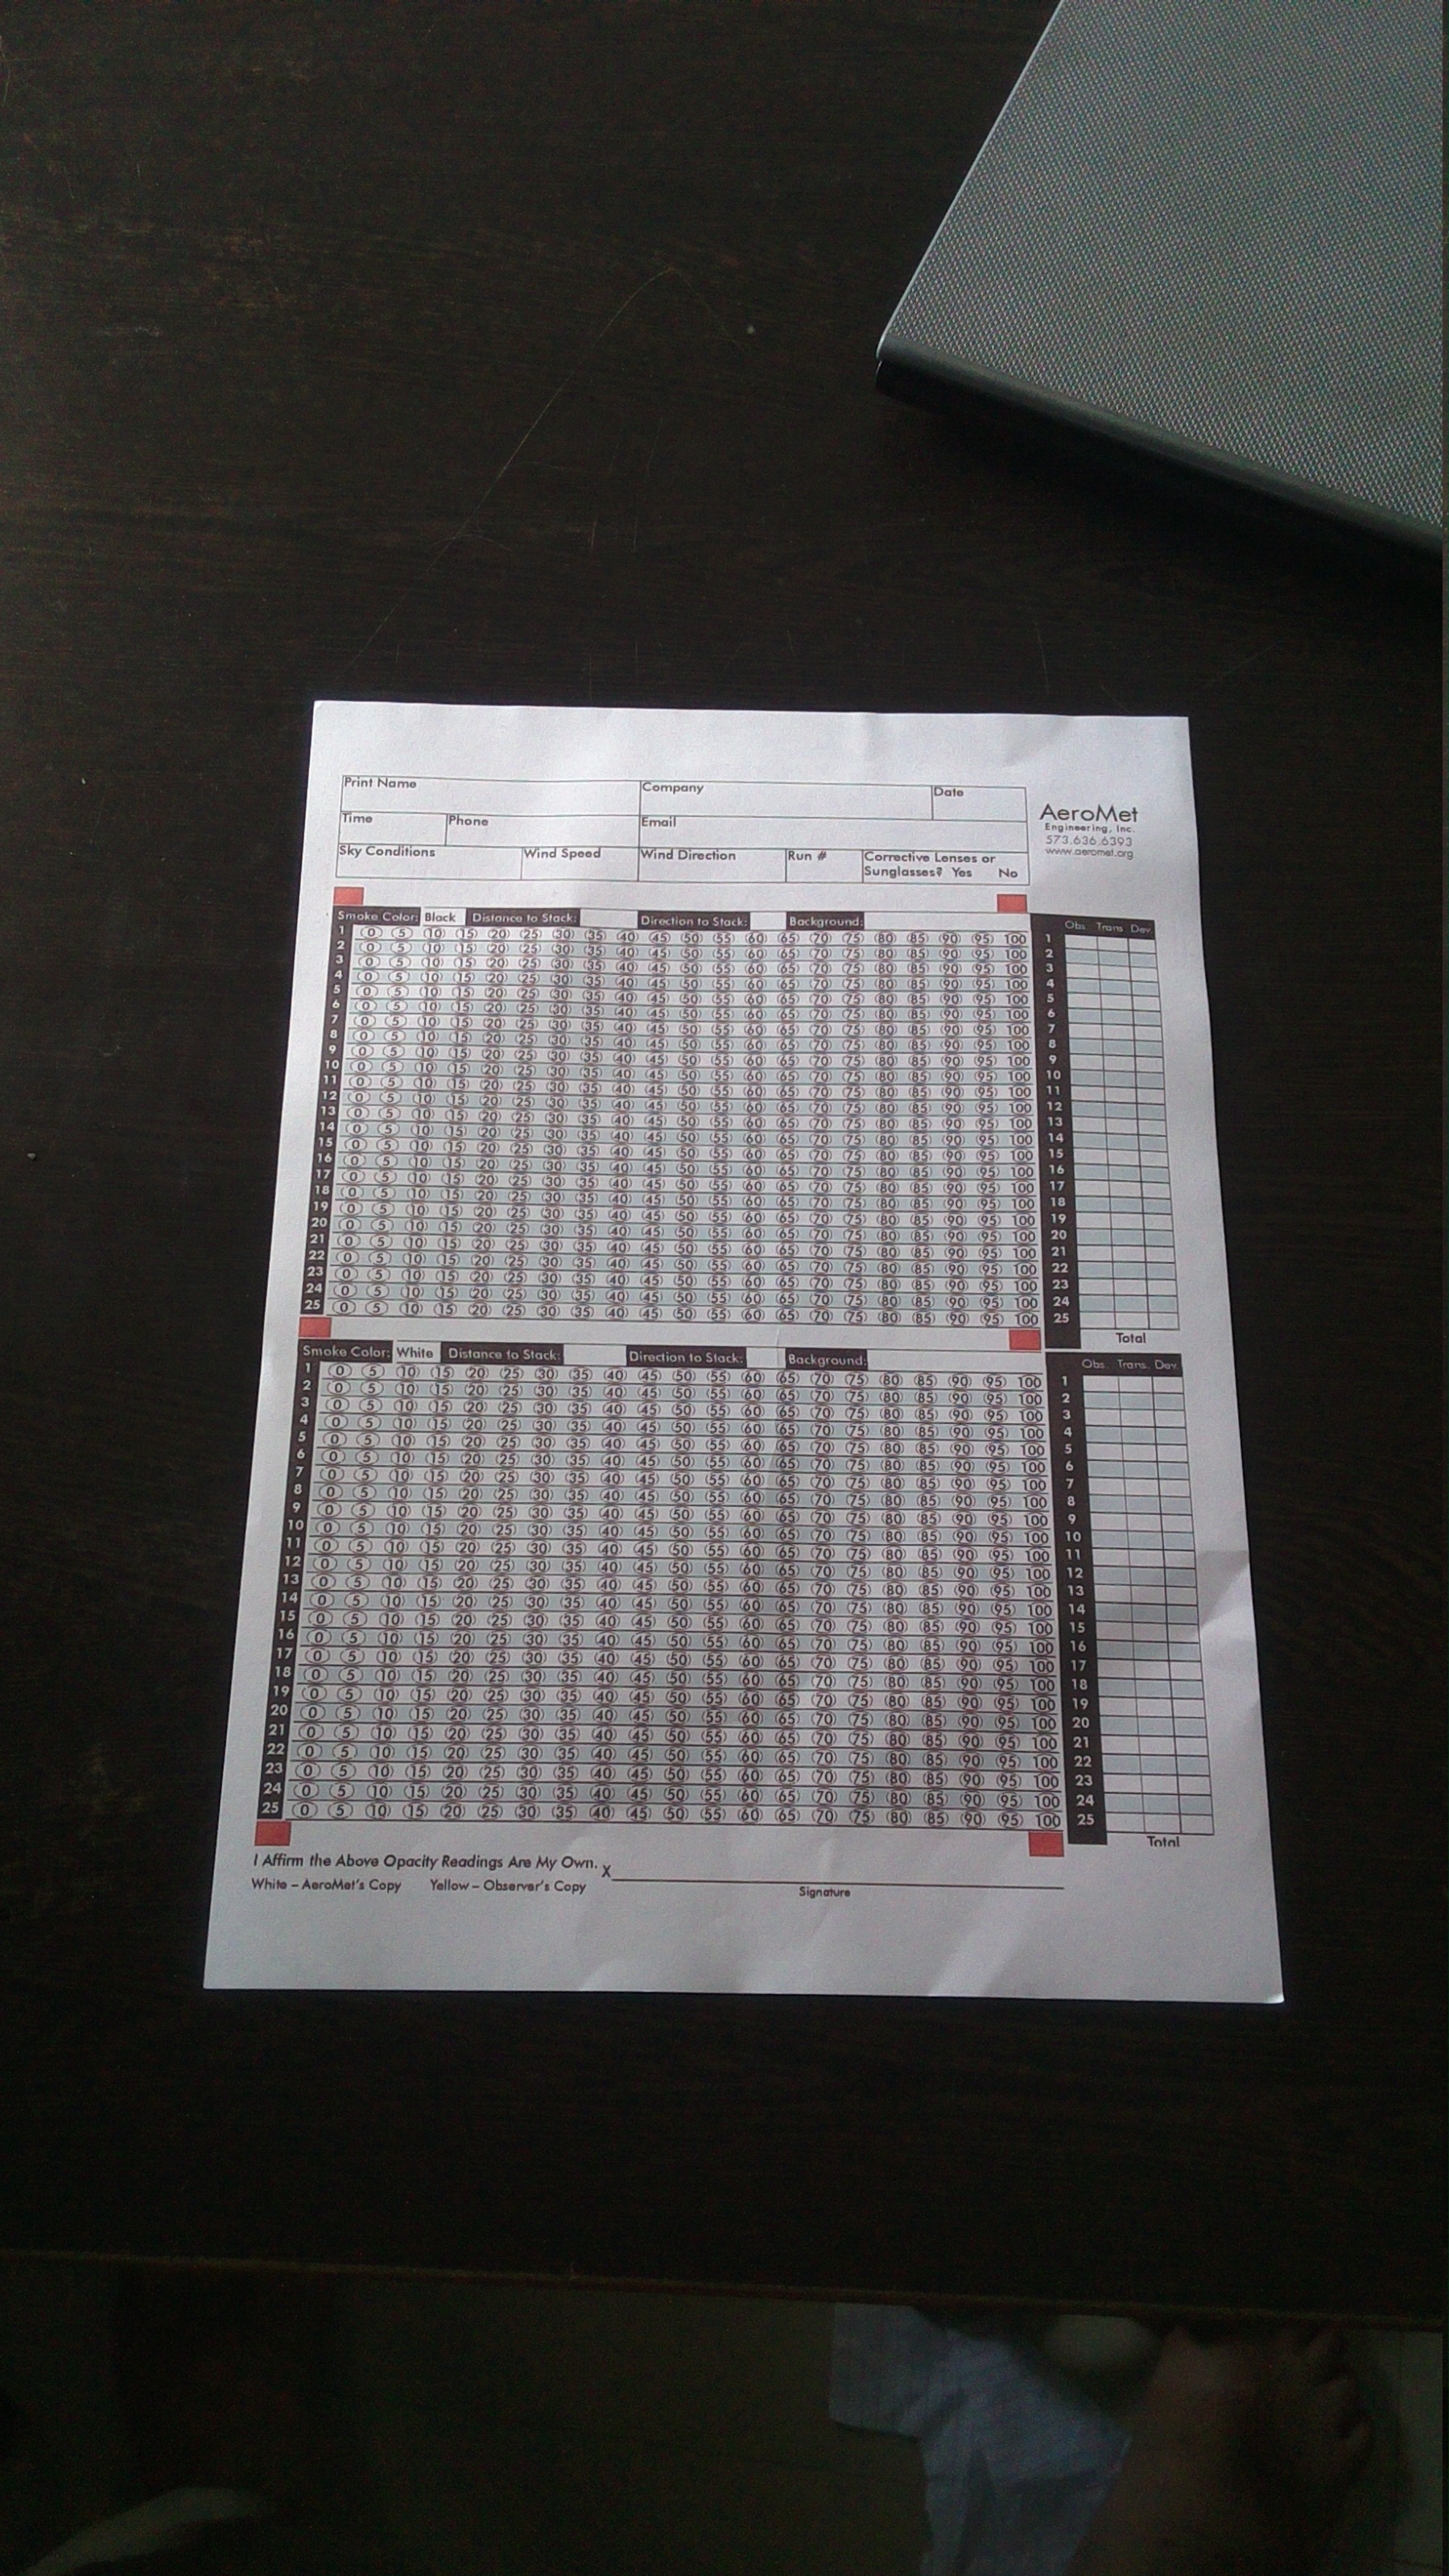 Print Name Company Date
Time Phone Email
Sky Conditions Wind Speed Wind Direction Run # Corrective Lenses or
Sunglasses? Yes No
AeroMet
Engineering, Inc.
573.636.6393
www.aeromet.org
Smoke Color: Black Distance to Stack: Direction to Stack: Background: Obs. Trans. Dev.
1 0 5 10 15 20 25 30 35 40 45 50 55 60 65 70 75 80 85 90 95 100 1
2 0 5 10 15 20 25 30 35 40 45 50 55 60 65 70 75 80 85 90 95 100 2
3 0 5 10 15 20 25 30 35 40 45 50 55 60 65 70 75 80 85 90 95 100 3
4 0 5 10 15 20 25 30 35 40 45 50 55 60 65 70 75 80 85 90 95 100 4
5 0 5 10 15 20 25 30 35 40 45 50 55 60 65 70 75 80 85 90 95 100 5
6 0 5 10 15 20 25 30 35 40 45 50 55 60 65 70 75 80 85 90 95 100 6
7 0 5 10 15 20 25 30 35 40 45 50 55 60 65 70 75 80 85 90 95 100 7
8 0 5 10 15 20 25 30 35 40 45 50 55 60 65 70 75 80 85 90 95 100 8
9 0 5 10 15 20 25 30 35 40 45 50 55 60 65 70 75 80 85 90 95 100 9
10 0 5 10 15 20 25 30 35 40 45 50 55 60 65 70 75 80 85 90 95 100 10
11 0 5 10 15 20 25 30 35 40 45 50 55 60 65 70 75 80 85 90 95 100 11
12 0 5 10 15 20 25 30 35 40 45 50 55 60 65 70 75 80 85 90 95 100 12
13 0 5 10 15 20 25 30 35 40 45 50 55 60 65 70 75 80 85 90 95 100 13
14 0 5 10 15 20 25 30 35 40 45 50 55 60 65 70 75 80 85 90 95 100 14
15 0 5 10 15 20 25 30 35 40 45 50 55 60 65 70 75 80 85 90 95 100 15
16 0 5 10 15 20 25 30 35 40 45 50 55 60 65 70 75 80 85 90 95 100 16
17 0 5 10 15 20 25 30 35 40 45 50 55 60 65 70 75 80 85 90 95 100 17
18 0 5 10 15 20 25 30 35 40 45 50 55 60 65 70 75 80 85 90 95 100 18
19 0 5 10 15 20 25 30 35 40 45 50 55 60 65 70 75 80 85 90 95 100 19
20 0 5 10 15 20 25 30 35 40 45 50 55 60 65 70 75 80 85 90 95 100 20
21 0 5 10 15 20 25 30 35 40 45 50 55 60 65 70 75 80 85 90 95 100 21
22 0 5 10 15 20 25 30 35 40 45 50 55 60 65 70 75 80 85 90 95 100 22
23 0 5 10 15 20 25 30 35 40 45 50 55 60 65 70 75 80 85 90 95 100 23
24 0 5 10 15 20 25 30 35 40 45 50 55 60 65 70 75 80 85 90 95 100 24
25 0 5 10 15 20 25 30 35 40 45 50 55 60 65 70 75 80 85 90 95 100 25
Total
Smoke Color: White Distance to Stack: Direction to Stack: Background: Obs. Trans. Dev.
1 0 5 10 15 20 25 30 35 40 45 50 55 60 65 70 75 80 85 90 95 100 1
2 0 5 10 15 20 25 30 35 40 45 50 55 60 65 70 75 80 85 90 95 100 2
3 0 5 10 15 20 25 30 35 40 45 50 55 60 65 70 75 80 85 90 95 100 3
4 0 5 10 15 20 25 30 35 40 45 50 55 60 65 70 75 80 85 90 95 100 4
5 0 5 10 15 20 25 30 35 40 45 50 55 60 65 70 75 80 85 90 95 100 5
6 0 5 10 15 20 25 30 35 40 45 50 55 60 65 70 75 80 85 90 95 100 6
7 0 5 10 15 20 25 30 35 40 45 50 55 60 65 70 75 80 85 90 95 100 7
8 0 5 10 15 20 25 30 35 40 45 50 55 60 65 70 75 80 85 90 95 100 8
9 0 5 10 15 20 25 30 35 40 45 50 55 60 65 70 75 80 85 90 95 100 9
10 0 5 10 15 20 25 30 35 40 45 50 55 60 65 70 75 80 85 90 95 100 10
11 0 5 10 15 20 25 30 35 40 45 50 55 60 65 70 75 80 85 90 95 100 11
12 0 5 10 15 20 25 30 35 40 45 50 55 60 65 70 75 80 85 90 95 100 12
13 0 5 10 15 20 25 30 35 40 45 50 55 60 65 70 75 80 85 90 95 100 13
14 0 5 10 15 20 25 30 35 40 45 50 55 60 65 70 75 80 85 90 95 100 14
15 0 5 10 15 20 25 30 35 40 45 50 55 60 65 70 75 80 85 90 95 100 15
16 0 5 10 15 20 25 30 35 40 45 50 55 60 65 70 75 80 85 90 95 100 16
17 0 5 10 15 20 25 30 35 40 45 50 55 60 65 70 75 80 85 90 95 100 17
18 0 5 10 15 20 25 30 35 40 45 50 55 60 65 70 75 80 85 90 95 100 18
19 0 5 10 15 20 25 30 35 40 45 50 55 60 65 70 75 80 85 90 95 100 19
20 0 5 10 15 20 25 30 35 40 45 50 55 60 65 70 75 80 85 90 95 100 20
21 0 5 10 15 20 25 30 35 40 45 50 55 60 65 70 75 80 85 90 95 100 21
22 0 5 10 15 20 25 30 35 40 45 50 55 60 65 70 75 80 85 90 95 100 22
23 0 5 10 15 20 25 30 35 40 45 50 55 60 65 70 75 80 85 90 95 100 23
24 0 5 10 15 20 25 30 35 40 45 50 55 60 65 70 75 80 85 90 95 100 24
25 0 5 10 15 20 25 30 35 40 45 50 55 60 65 70 75 80 85 90 95 100 25
Total
I Affirm the Above Opacity Readings Are My Own. X
White – AeroMet's Copy Yellow – Observer's Copy Signature